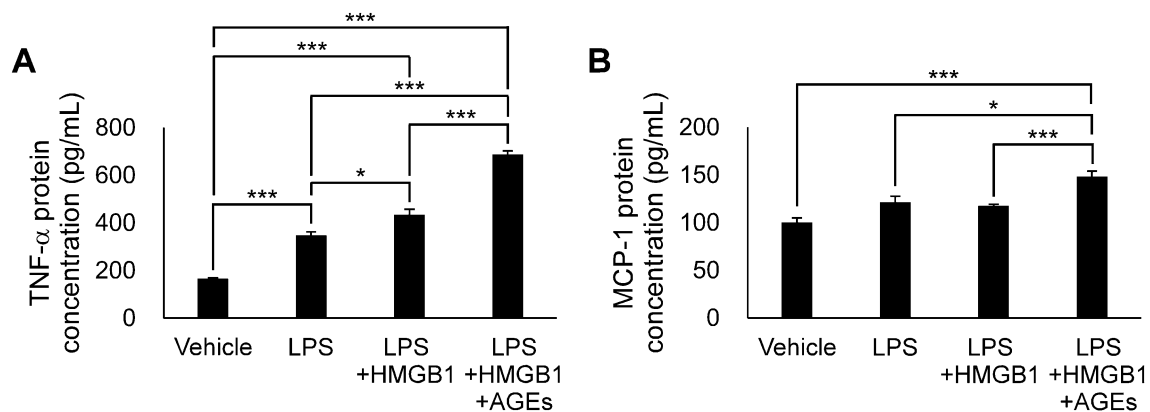 A
TNF-α protein
concentration (pg/mL)
***
***
***
***
*
***
800
600
400
200
0
Vehicle
LPS
LPS
+HMGB1
LPS
+HMGB1
+AGEs
B
MCP-1 protein
concentration (pg/mL)
***
*
***
200
150
100
50
0
Vehicle
LPS
LPS
+HMGB1
LPS
+HMGB1
+AGEs